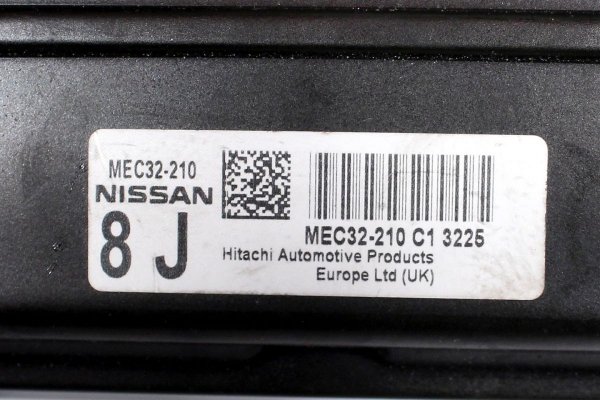 MEC32-210
NISSAN
8 J
MEC32-210 C1 3225
Hitachi Automotive Products
Europe Ltd (UK)